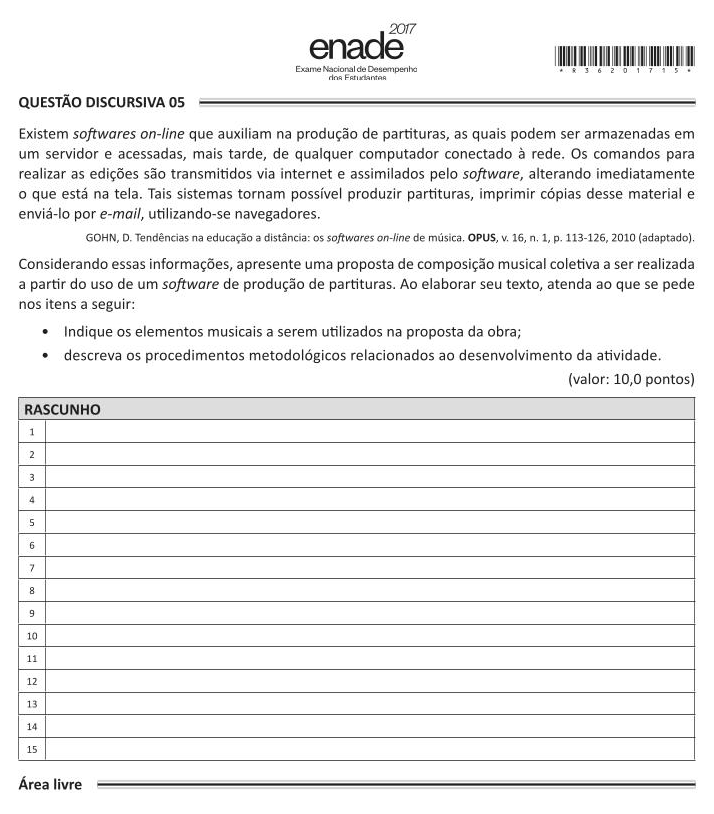 2017
enade
Exame Nacional de Desempenho
dos Estudantes
*R36201715*
QUESTÃO DISCURSIVA 05
Existem softwares on-line que auxiliam na produção de partituras, as quais podem ser armazenadas em
um servidor e acessadas, mais tarde, de qualquer computador conectado à rede. Os comandos para
realizar as edições são transmitidos via internet e assimilados pelo software, alterando imediatamente
o que está na tela. Tais sistemas tornam possível produzir partituras, imprimir cópias desse material e
enviá-lo por e-mail, utilizando-se navegadores.
GOHN, D. Tendências na educação a distância: os softwares on-line de música. OPUS, v. 16, n. 1, p. 113-126, 2010 (adaptado).
Considerando essas informações, apresente uma proposta de composição musical coletiva a ser realizada
a partir do uso de um software de produção de partituras. Ao elaborar seu texto, atenda ao que se pede
nos itens a seguir:
• Indique os elementos musicais a serem utilizados na proposta da obra;
• descreva os procedimentos metodológicos relacionados ao desenvolvimento da atividade.
(valor: 10,0 pontos)
RASCUNHO
1
2
3
4
5
6
7
8
9
10
11
12
13
14
15
Área livre